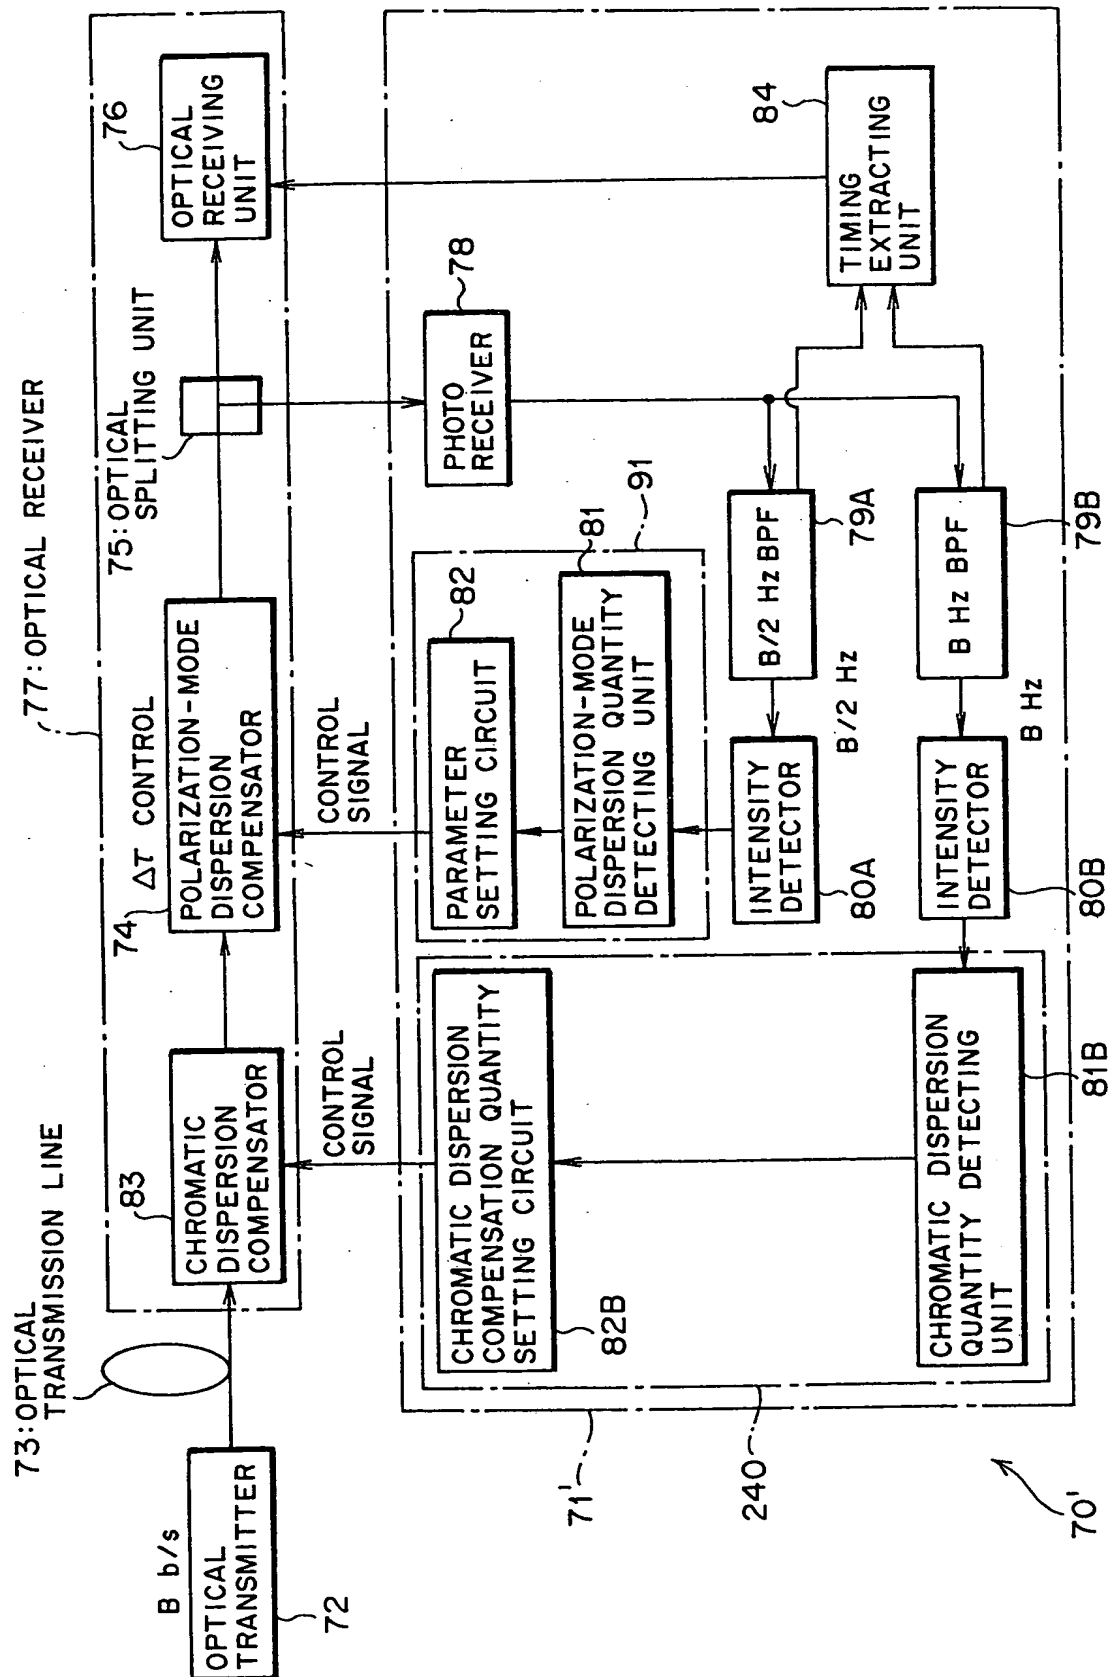 B b/s
OPTICAL
TRANSMITTER
72
73:OPTICAL
TRANSMISSION LINE
77:OPTICAL RECEIVER
83
CHROMATIC
DISPERSION
COMPENSATOR
74
Δτ CONTROL
POLARIZATION-MODE
DISPERSION
COMPENSATOR
75:OPTICAL
SPLITTING UNIT
76
OPTICAL
RECEIVING
UNIT
CONTROL
SIGNAL
CONTROL
SIGNAL
CHROMATIC DISPERSION
COMPENSATION QUANTITY
SETTING CIRCUIT
82B
PARAMETER
SETTING CIRCUIT
82
POLARIZATION-MODE
DISPERSION QUANTITY
DETECTING UNIT
81
91
PHOTO
RECEIVER
78
INTENSITY
DETECTOR
80A
B/2 Hz
B/2 Hz BPF
79A
TIMING
EXTRACTING
UNIT
84
CHROMATIC DISPERSION
QUANTITY DETECTING
UNIT
81B
INTENSITY
DETECTOR
80B
B Hz
B Hz BPF
79B
71'
240
70'